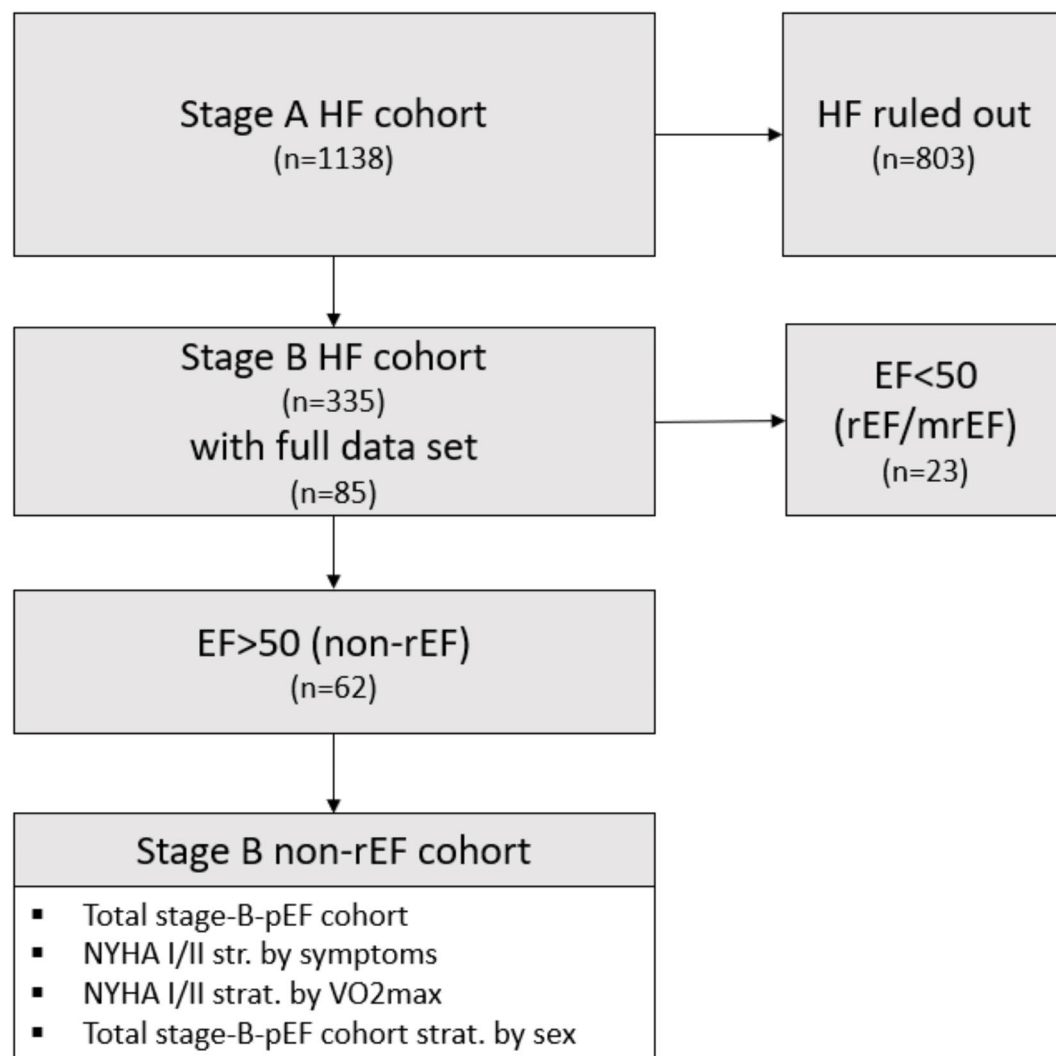 Stage A HF cohort
(n=1138)
HF ruled out
(n=803)
Stage B HF cohort
(n=335)
with full data set
(n=85)
EF<50
(rEF/mrEF)
(n=23)
EF>50 (non-rEF)
(n=62)
Stage B non-rEF cohort
▪ Total stage-B-pEF cohort
▪ NYHA I/II str. by symptoms
▪ NYHA I/II strat. by VO2max
▪ Total stage-B-pEF cohort strat. by sex